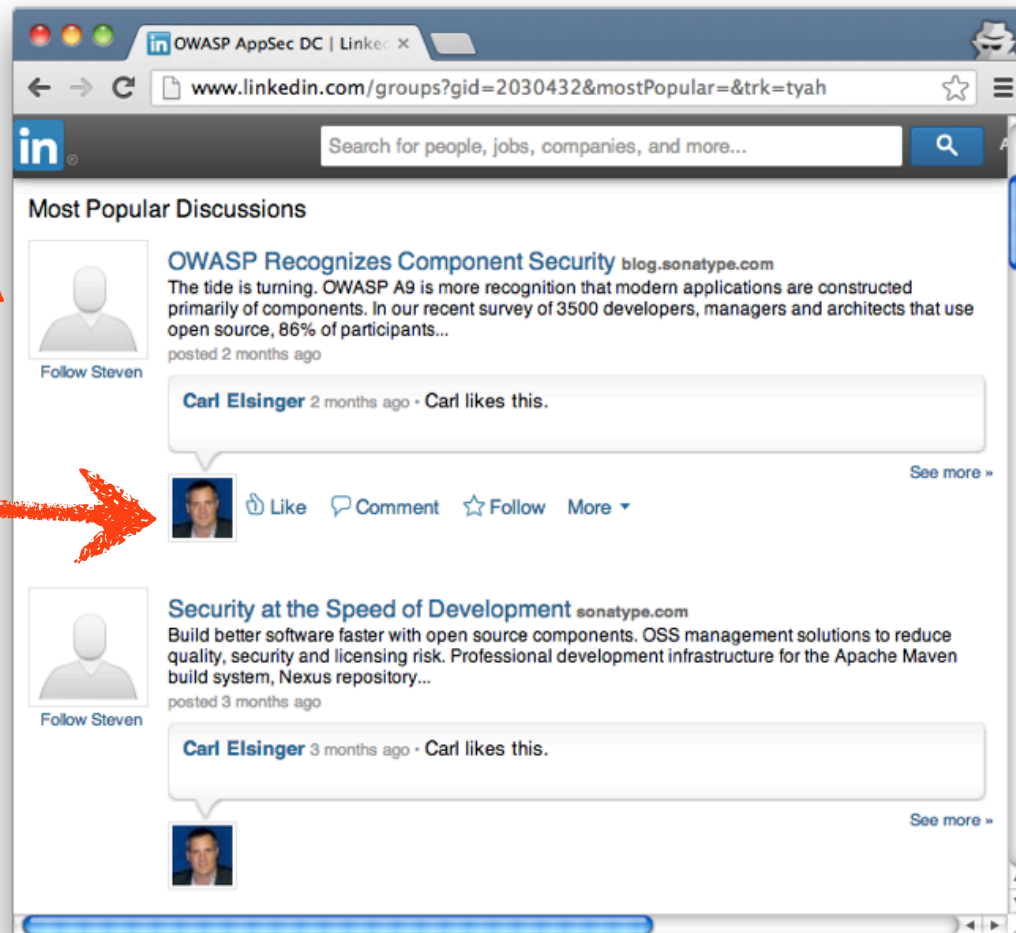 in OWASP AppSec DC | Linked
www.linkedin.com/groups?gid=2030432&mostPopular=&trk=tyah
in
Search for people, jobs, companies, and more...
Most Popular Discussions
OWASP Recognizes Component Security blog.sonatype.com
The tide is turning. OWASP A9 is more recognition that modern applications are constructed
primarily of components. In our recent survey of 3500 developers, managers and architects that use
open source, 86% of participants...
posted 2 months ago
Follow Steven
Carl Elsinger 2 months ago · Carl likes this.
See more »
Like Comment Follow More
Security at the Speed of Development sonatype.com
Build better software faster with open source components. OSS management solutions to reduce
quality, security and licensing risk. Professional development infrastructure for the Apache Maven
build system, Nexus repository...
posted 3 months ago
Follow Steven
Carl Elsinger 3 months ago · Carl likes this.
See more »